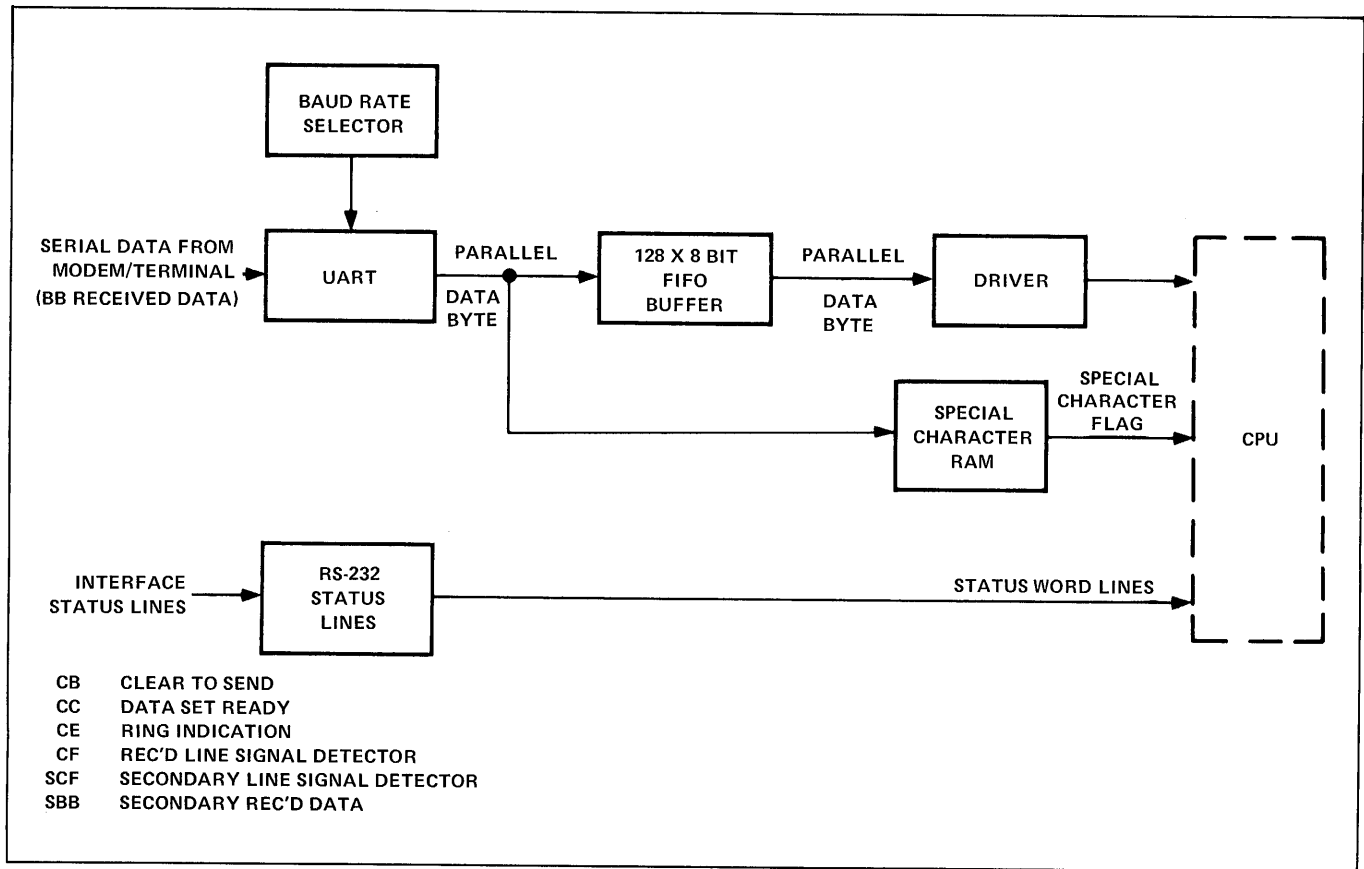 BAUD RATE
SELECTOR
SERIAL DATA FROM
MODEM/TERMINAL
(BB RECEIVED DATA)
UART
PARALLEL
DATA
BYTE
128 X 8 BIT
FIFO
BUFFER
PARALLEL
DATA
BYTE
DRIVER
SPECIAL
CHARACTER
RAM
SPECIAL
CHARACTER
FLAG
CPU
INTERFACE
STATUS LINES
RS-232
STATUS
LINES
STATUS WORD LINES
CB CLEAR TO SEND
CC DATA SET READY
CE RING INDICATION
CF REC'D LINE SIGNAL DETECTOR
SCF SECONDARY LINE SIGNAL DETECTOR
SBB SECONDARY REC'D DATA